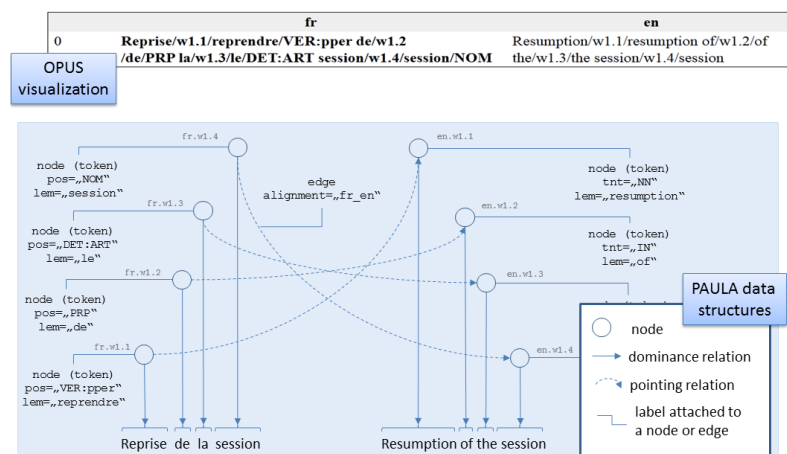 fr en
0 Reprise/w1.1/reprendre/VER:pper de/w1.2 Resumption/w1.1/resumption of/w1.2/of
/de/PRP la/w1.3/le/DET:ART session/w1.4/session/NOM the/w1.3/the session/w1.4/session
OPUS
visualization
fr.w1.4
en.w1.1
node (token)
pos=„NOM“
lem=„session“
edge
alignment=„fr_en“
node (token)
tnt=„NN“
lem=„resumption“
fr.w1.3
en.w1.2
node (token)
pos=„DET:ART“
lem=„le“
node (token)
tnt=„IN“
lem=„of“
fr.w1.2
en.w1.3
node (token)
pos=„PRP“
lem=„de“
PAULA data
structures
fr.w1.1
en.w1.4
node (token)
pos=„VER:pper“
lem=„reprendre“
node
dominance relation
pointing relation
label attached to
a node or edge
Reprise de la session
Resumption of the session